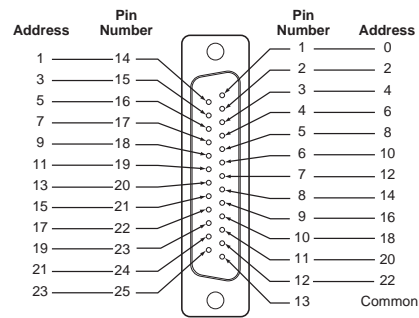 Address Pin Number Pin Number Address
1 14 1 0
3 15 2 2
5 16 3 4
7 17 4 6
9 18 5 8
11 19 6 10
13 20 7 12
15 21 8 14
17 22 9 16
19 23 10 18
21 24 11 20
23 25 12 22
13 Common